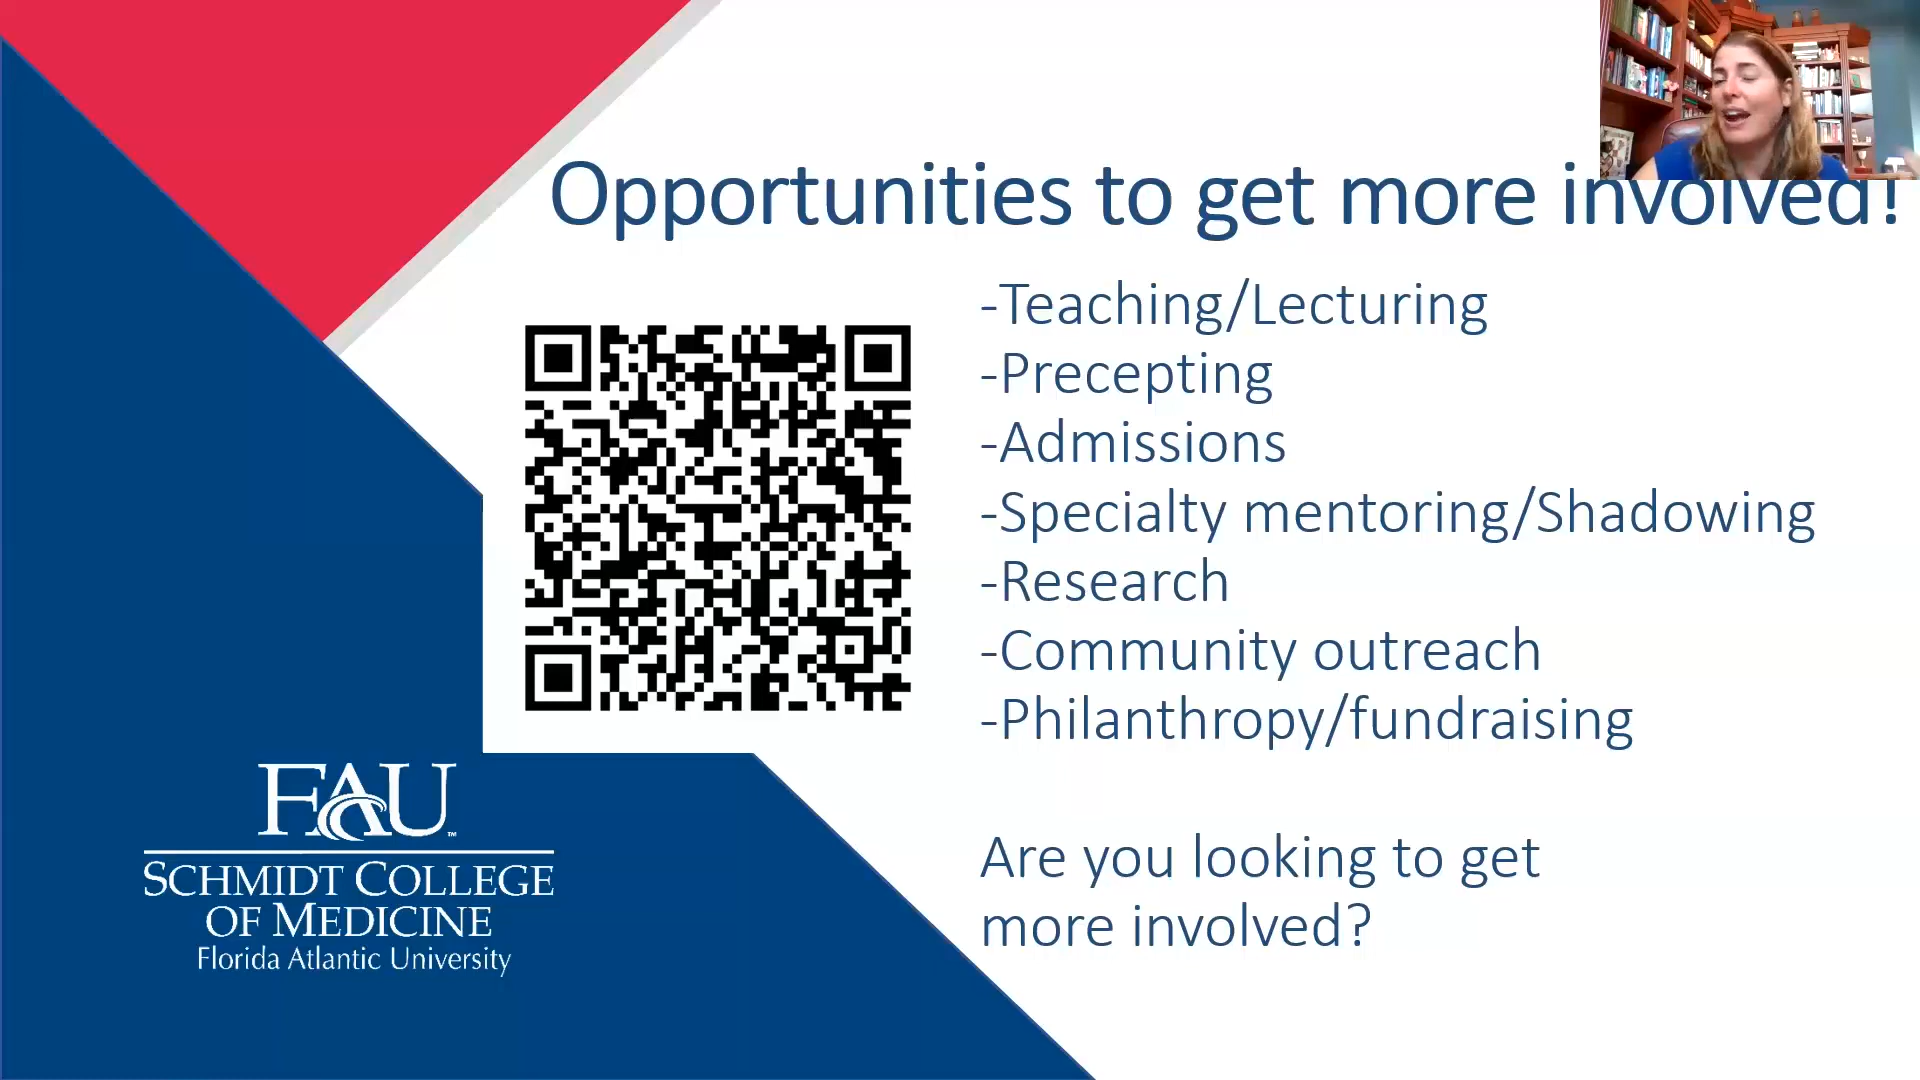 Opportunities to get more involved!
-Teaching/Lecturing
-Precepting
-Admissions
-Specialty mentoring/Shadowing
-Research
-Community outreach
-Philanthropy/fundraising
Are you looking to get
more involved?
FAU™
SCHMIDT COLLEGE
OF MEDICINE
Florida Atlantic University